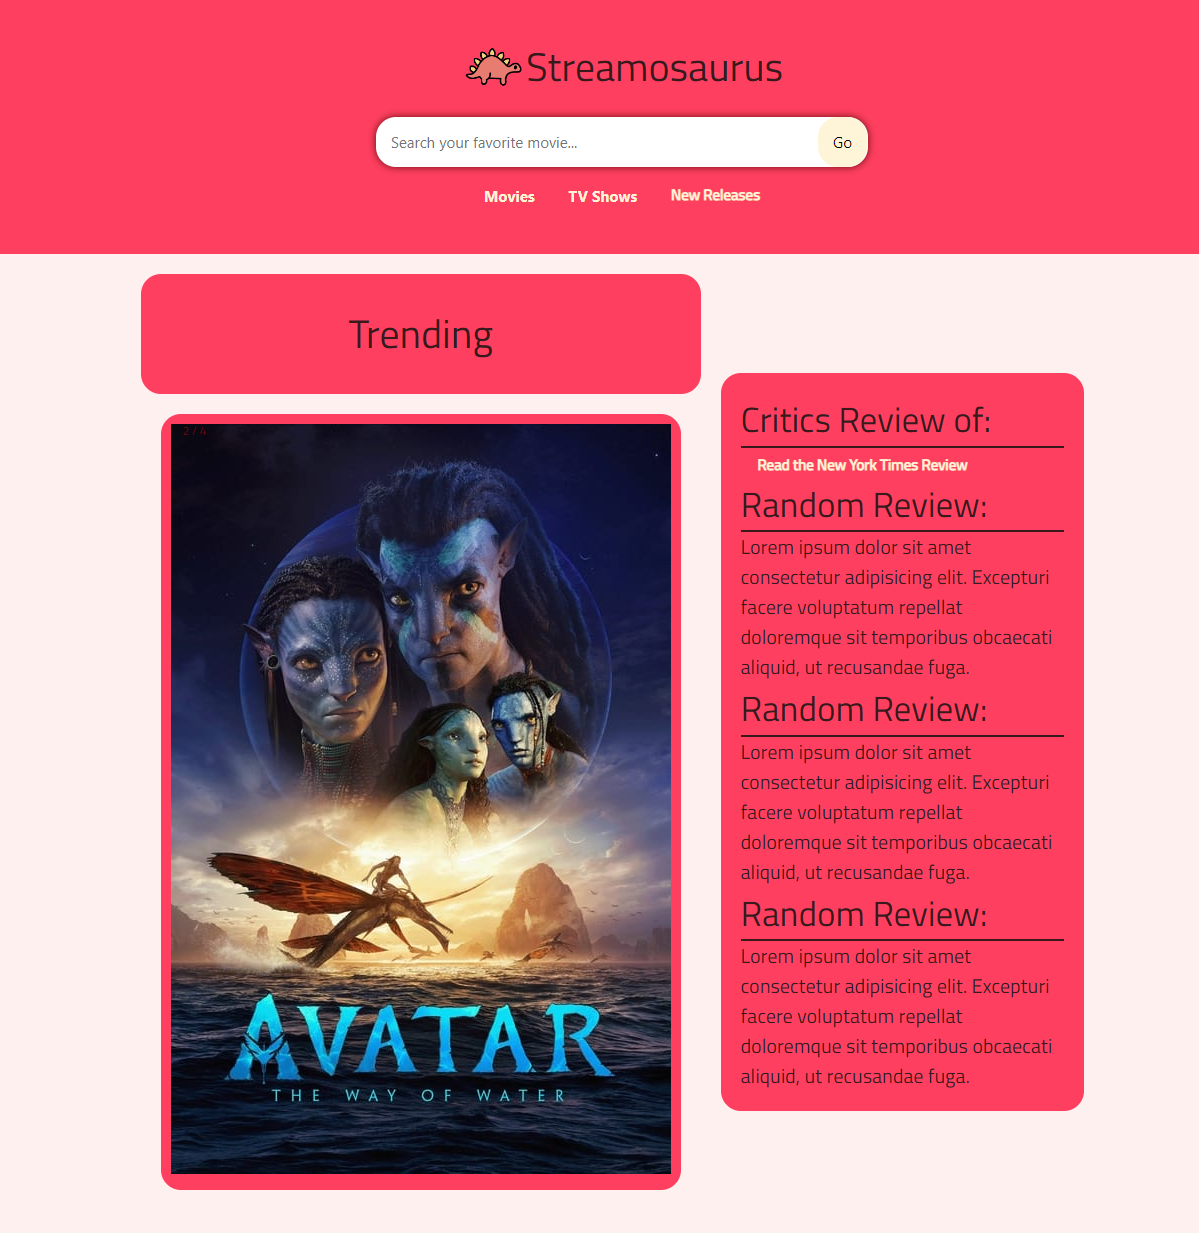 Streamosaurus
Search your favorite movie...
Go
Movies
TV Shows
New Releases
Trending
2 / 4
AVATAR
THE WAY OF WATER
Critics Review of:
Read the New York Times Review
Random Review:
Lorem ipsum dolor sit amet
consectetur adipisicing elit. Excepturi
facere voluptatum repellat
doloremque sit temporibus obcaecati
aliquid, ut recusandae fuga.
Random Review:
Lorem ipsum dolor sit amet
consectetur adipisicing elit. Excepturi
facere voluptatum repellat
doloremque sit temporibus obcaecati
aliquid, ut recusandae fuga.
Random Review:
Lorem ipsum dolor sit amet
consectetur adipisicing elit. Excepturi
facere voluptatum repellat
doloremque sit temporibus obcaecati
aliquid, ut recusandae fuga.